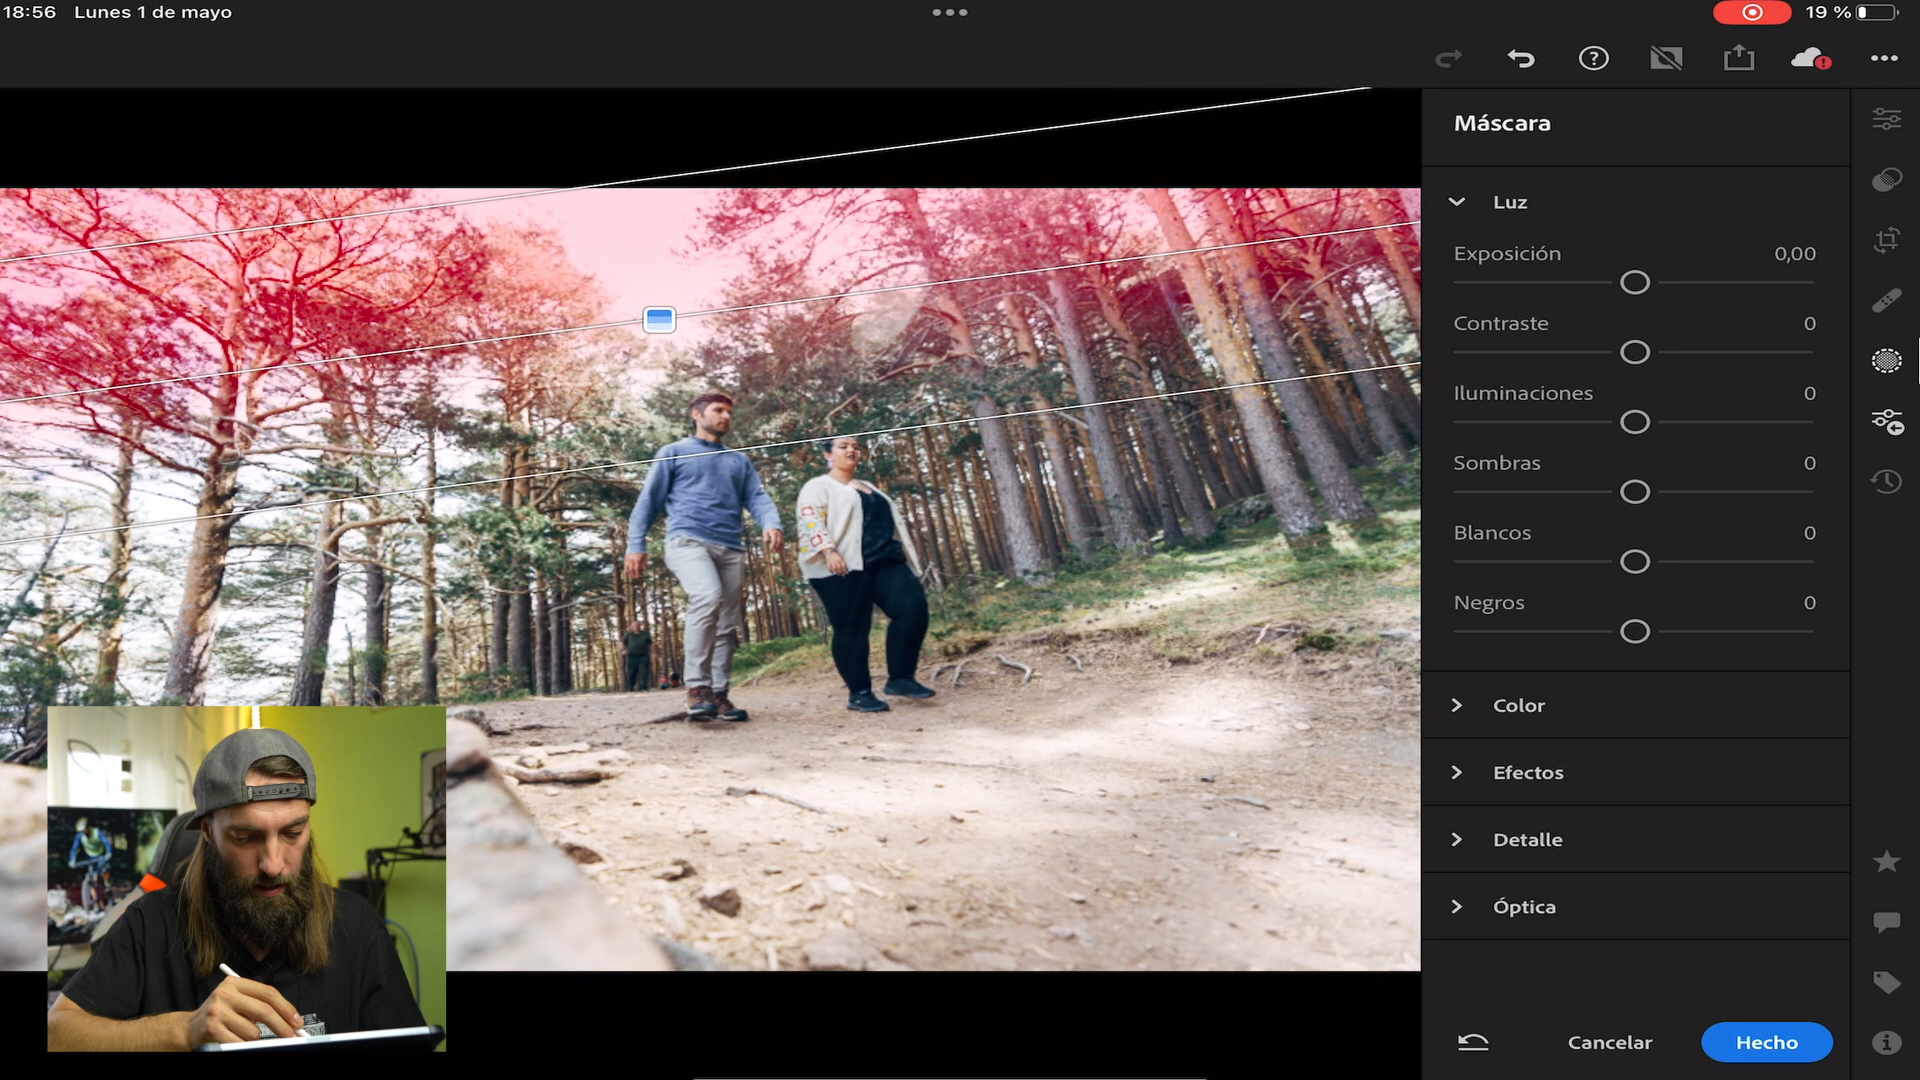 18:56 Lunes 1 de mayo
19 %
Máscara
Luz
Exposición 0,00
Contraste 0
Iluminaciones 0
Sombras 0
Blancos 0
Negros 0
Color
Efectos
Detalle
Óptica
Cancelar Hecho